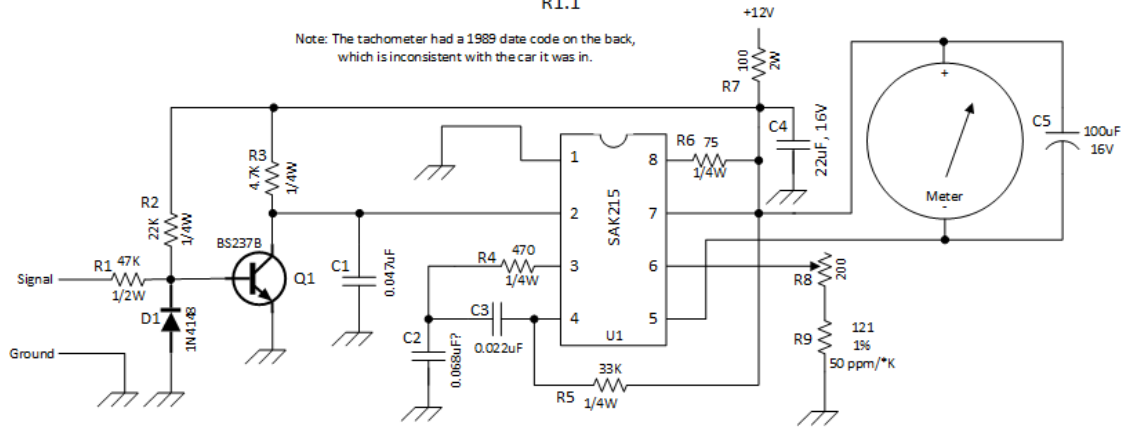 R1.1
Note: The tachometer had a 1989 date code on the back,
which is inconsistent with the car it was in.
+12V
100
2W
R7
R3
4.7K
1/4W
R2
22K
1/4W
BS237B
Q1
Signal
R1
47K
1/2W
D1
1N4148
Ground
C1
0.047uF
R4
470
1/4W
C3
0.022uF
C2
0.068uF?
R5
33K
1/4W
1
2
3
4
8
7
6
5
SAK215
U1
R6
75
1/4W
C4
22uF, 16V
+
Meter
-
C5
100uF
16V
R8
200
R9
121
1%
50 ppm/*K